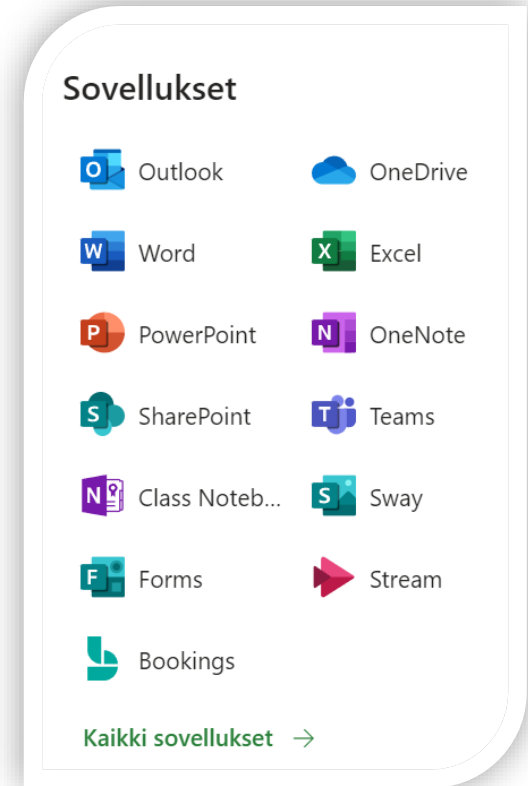 Sovellukset
Outlook OneDrive
Word Excel
PowerPoint OneNote
SharePoint Teams
Class Noteb... Sway
Forms Stream
Bookings
Kaikki sovellukset →